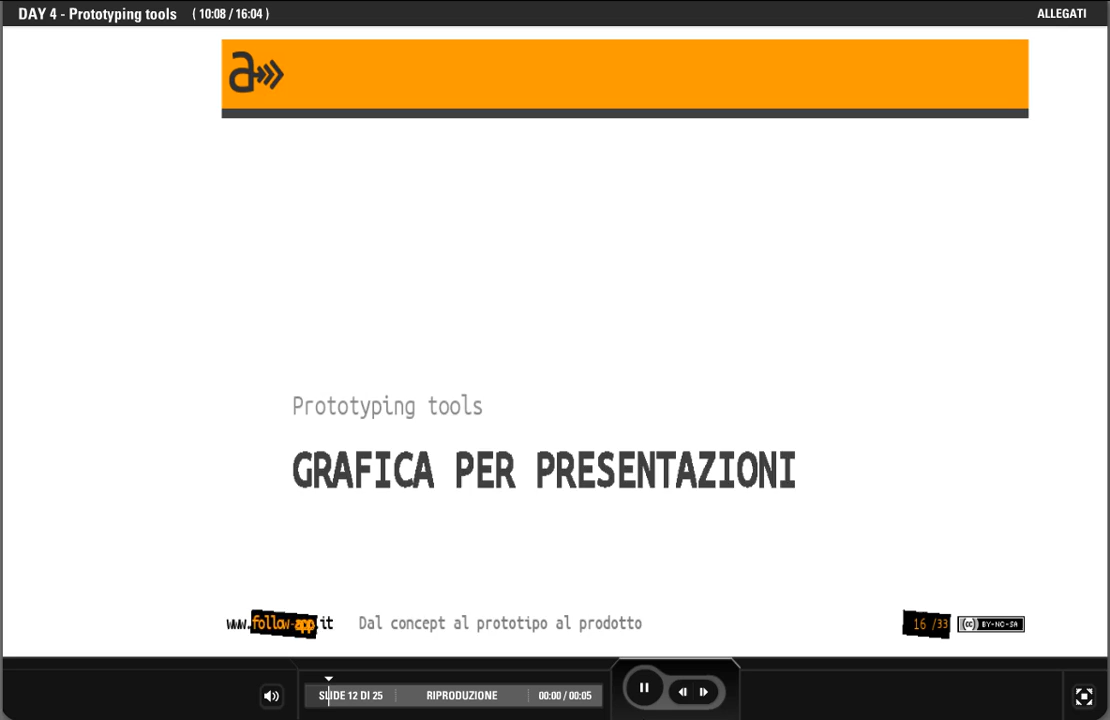 DAY 4 - Prototyping tools ( 10:08 / 16:04 ) ALLEGATI
a
Prototyping tools
GRAFICA PER PRESENTAZIONI
www.follow-app.it Dal concept al prototipo al prodotto 16 /33 (cc) BY-NC-SA
SLIDE 12 DI 25 RIPRODUZIONE 00:00 / 00:05